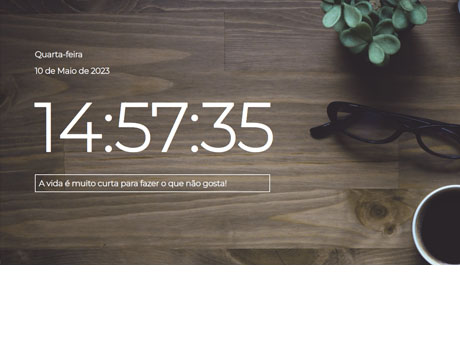 Quarta-feira
10 de Maio de 2023
14:57:35
A vida é muito curta para fazer o que não gosta!